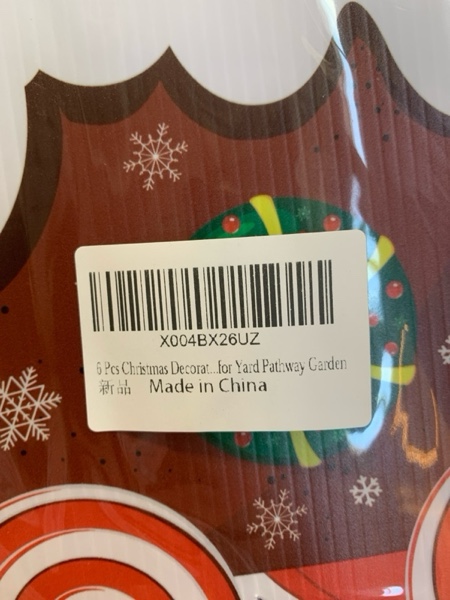 X004BX26UZ
6 Pcs Christmas Decorat...for Yard Pathway Garden
新品 Made in China